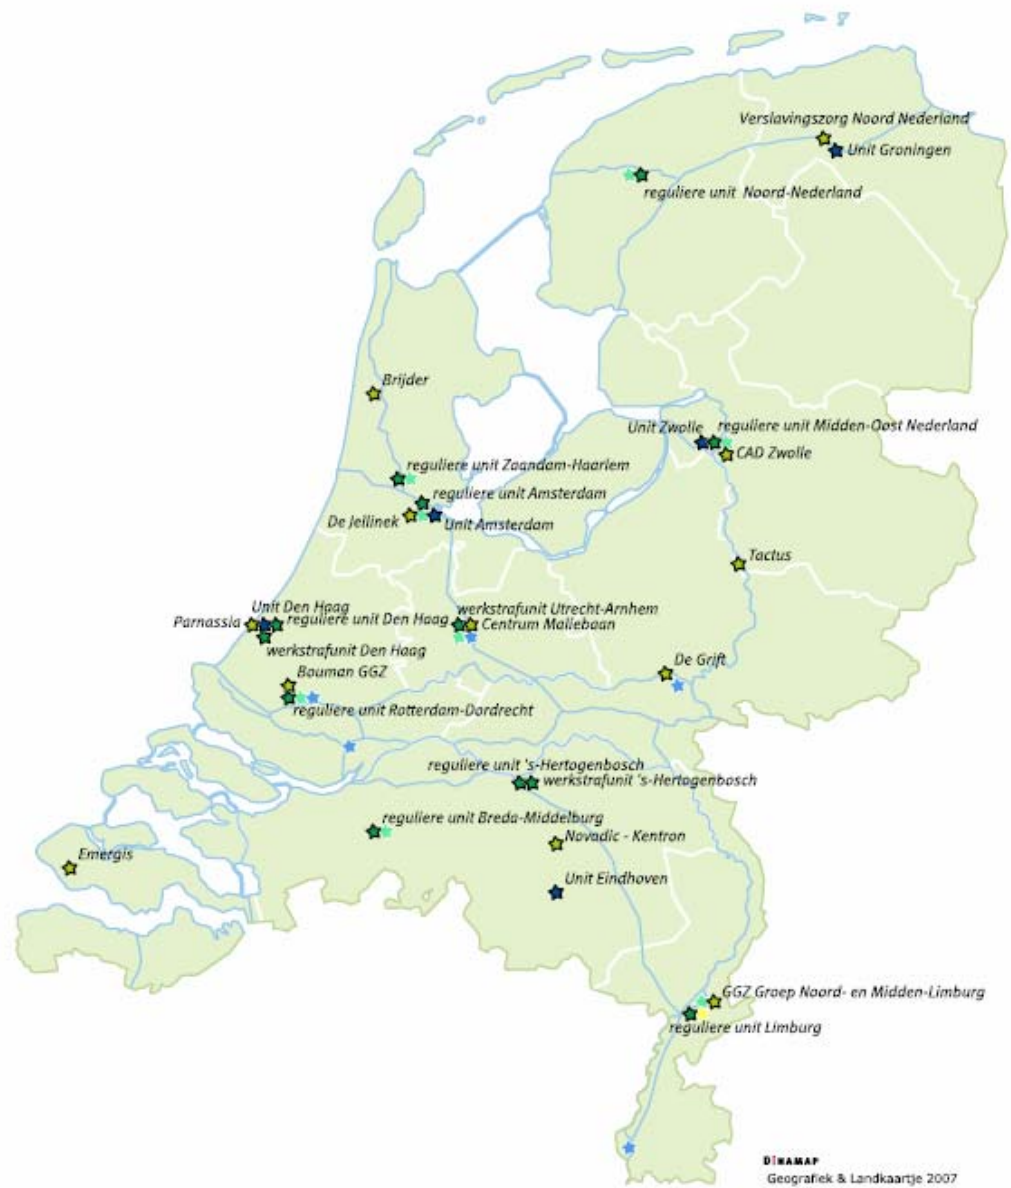 Verslavingszorg Noord Nederland
Unit Groningen
reguliere unit Noord-Nederland
Brijder
Unit Zwolle
reguliere unit Midden-Oost Nederland
CAD Zwolle
reguliere unit Zaandam-Haarlem
reguliere unit Amsterdam
De Jellinek
Unit Amsterdam
Tactus
Unit Den Haag
werkstrafunit Utrecht-Arnhem
Parnassia
reguliere unit Den Haag
Centrum Maliebaan
werkstrafunit Den Haag
De Grift
Bouman GGZ
reguliere unit Rotterdam-Dordrecht
reguliere unit 's-Hertogenbosch
werkstrafunit 's-Hertogenbosch
reguliere unit Breda-Middelburg
Novadic - Kentron
Emergis
Unit Eindhoven
GGZ Groep Noord- en Midden-Limburg
reguliere unit Limburg
DiHAMAP
Geografiek & Landkaartje 2007